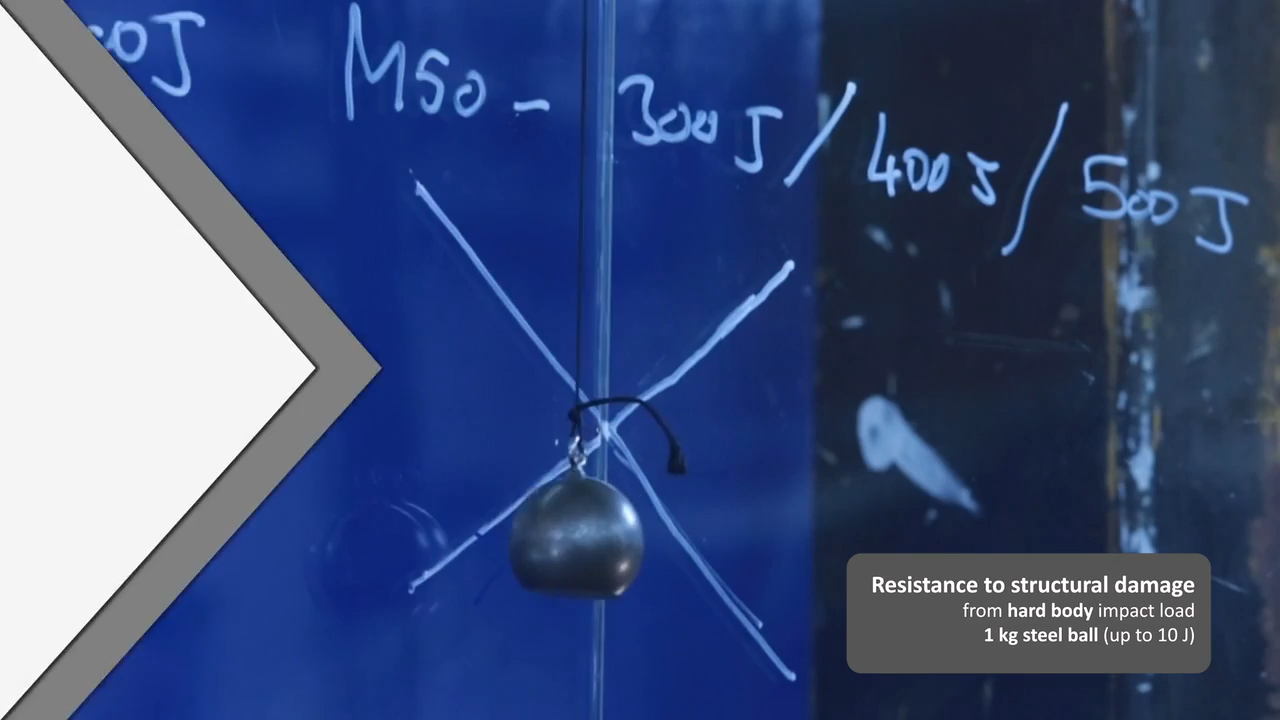 00J
M50 - 300J / 400J / 500J
Resistance to structural damage
from hard body impact load
1 kg steel ball (up to 10 J)